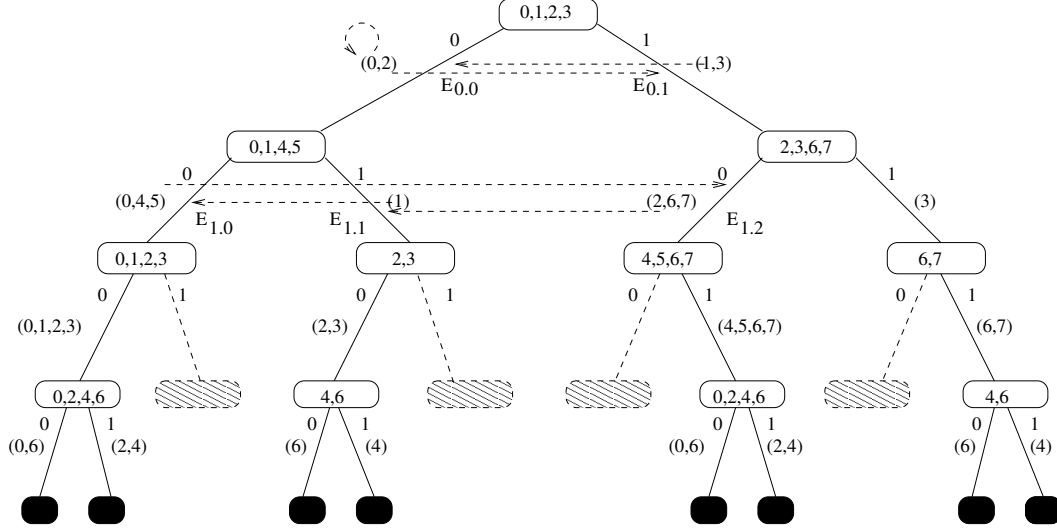 0,1,2,3
0 1
(0,2) (1,3)
E0.0 E0.1
0,1,4,5 2,3,6,7
0 1 0 1
(0,4,5) (1) (2,6,7) (3)
E1.0 E1.1 E1.2
0,1,2,3 2,3 4,5,6,7 6,7
0 1 0 1 0 1 0 1
(0,1,2,3) (2,3) (4,5,6,7) (6,7)
0,2,4,6 4,6 0,2,4,6 4,6
0 1 0 1 0 1 0 1
(0,6) (2,4) (6) (4) (0,6) (2,4) (6) (4)